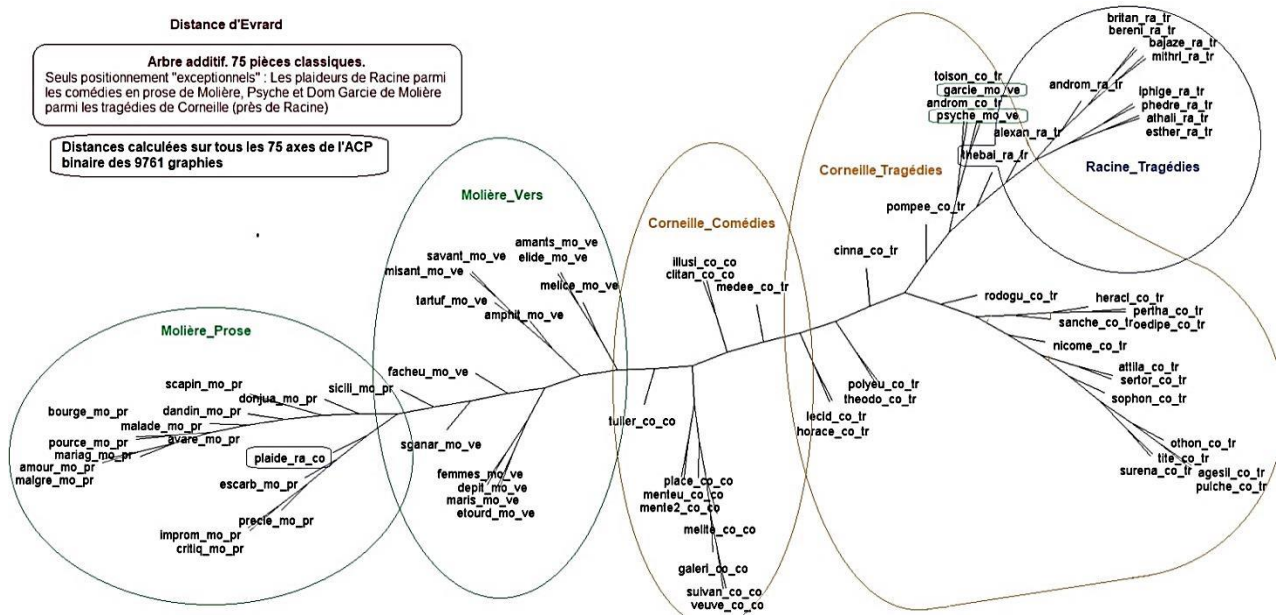 Distance d'Evrard
Arbre additif. 75 pièces classiques.
Seuls positionnement "exceptionnels" : Les plaideurs de Racine parmi
les comédies en prose de Molière, Psyche et Dom Garcie de Molière
parmi les tragédies de Corneille (près de Racine)
Distances calculées sur tous les 75 axes de l'ACP
binaire des 9761 graphies
britan_ra_tr
bereni_ra_tr
bajaze_ra_tr
mithri_ra_tr
toison_co_tr
garcie_mo_ve
androm_co_tr
psyche_mo_ve
androm_ra_tr
iphige_ra_tr
phedre_ra_tr
athali_ra_tr
esther_ra_tr
alexan_ra_tr
thebai_ra_tr
Corneille_Tragédies
Racine_Tragédies
Molière_Vers
Corneille_Comédies
pompee_co_tr
cinna_co_tr
amants_mo_ve
elide_mo_ve
savant_mo_ve
misant_mo_ve
melice_mo_ve
tartuf_mo_ve
amphit_mo_ve
illusi_co_co
clitan_co_co
medee_co_tr
rodogu_co_tr
heracl_co_tr
pertha_co_tr
sanche_co_tr
oedipe_co_tr
nicome_co_tr
attila_co_tr
sertor_co_tr
sophon_co_tr
othon_co_tr
tite_co_tr
surena_co_tr
agesil_co_tr
pulche_co_tr
Molière_Prose
facheu_mo_ve
sicili_mo_pr
scapin_mo_pr
donjua_mo_pr
bourge_mo_pr
dandin_mo_pr
malade_mo_pr
pource_mo_pr
avare_mo_pr
mariag_mo_pr
amour_mo_pr
malgre_mo_pr
plaide_ra_co
escarb_mo_pr
precie_mo_pr
improm_mo_pr
critiq_mo_pr
sganar_mo_ve
femmes_mo_ve
depit_mo_ve
maris_mo_ve
etourd_mo_ve
tuiler_co_co
polyeu_co_tr
theodo_co_tr
lecid_co_tr
horace_co_tr
place_co_co
menteu_co_co
mente2_co_co
melite_co_co
galeri_co_co
suivan_co_co
veuve_co_co